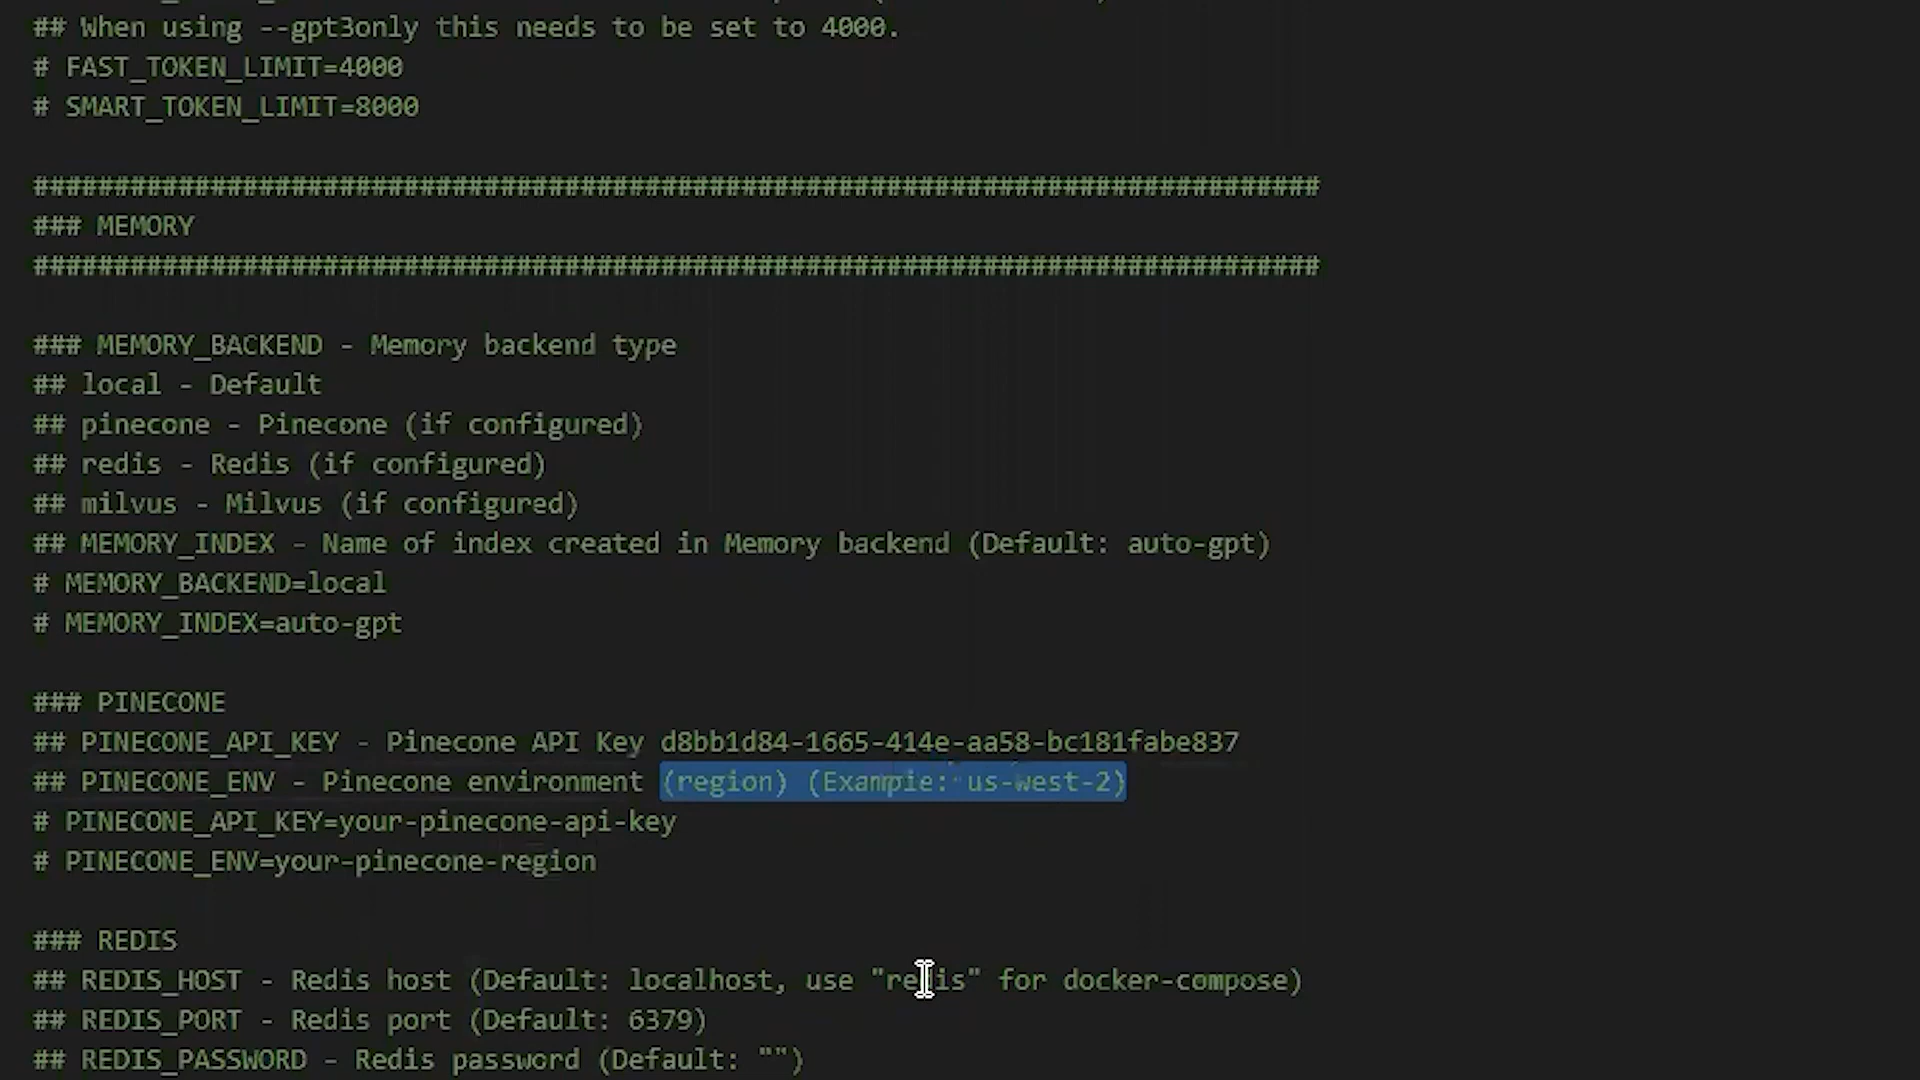 ## When using --gpt3only this needs to be set to 4000.
# FAST_TOKEN_LIMIT=4000
# SMART_TOKEN_LIMIT=8000
################################################################################
### MEMORY
################################################################################
### MEMORY_BACKEND - Memory backend type
## local - Default
## pinecone - Pinecone (if configured)
## redis - Redis (if configured)
## milvus - Milvus (if configured)
## MEMORY_INDEX - Name of index created in Memory backend (Default: auto-gpt)
# MEMORY_BACKEND=local
# MEMORY_INDEX=auto-gpt
### PINECONE
## PINECONE_API_KEY - Pinecone API Key d8bb1d84-1665-414e-aa58-bc181fabe837
## PINECONE_ENV - Pinecone environment (region) (Example: us-west-2)
# PINECONE_API_KEY=your-pinecone-api-key
# PINECONE_ENV=your-pinecone-region
### REDIS
## REDIS_HOST - Redis host (Default: localhost, use "redis" for docker-compose)
## REDIS_PORT - Redis port (Default: 6379)
## REDIS_PASSWORD - Redis password (Default: "")